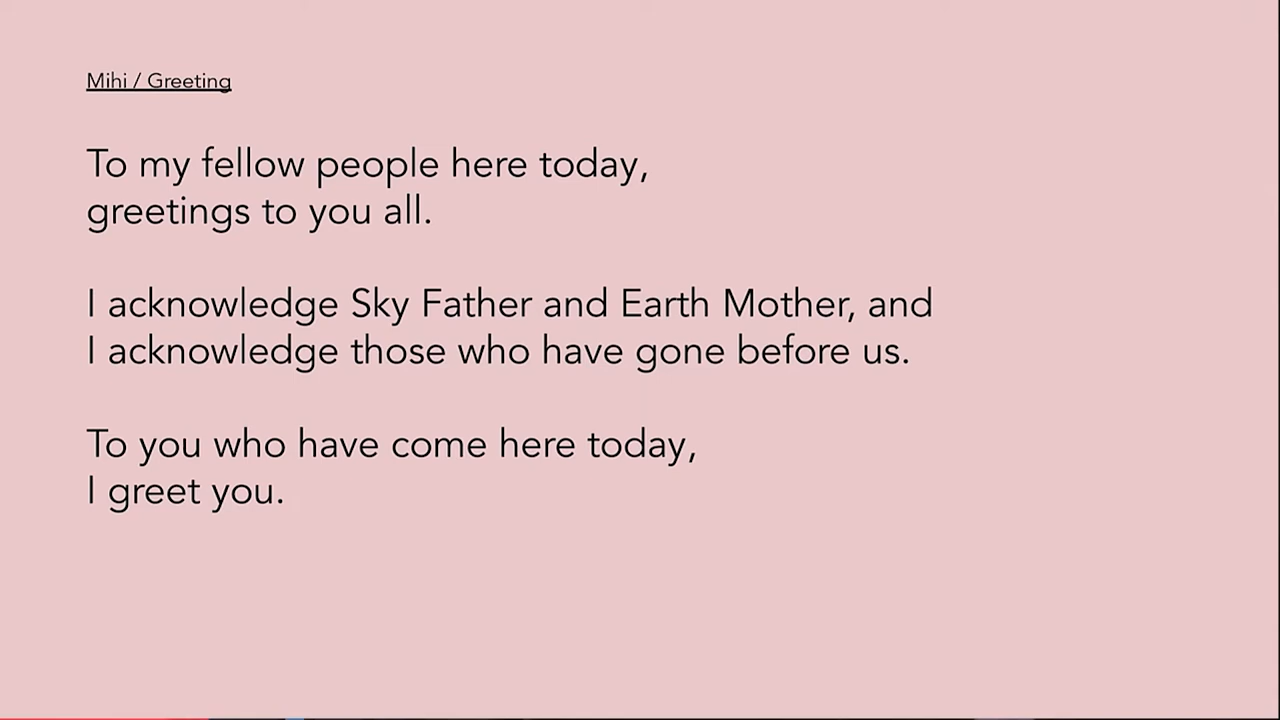 Mihi / Greeting
To my fellow people here today,
greetings to you all.
I acknowledge Sky Father and Earth Mother, and
I acknowledge those who have gone before us.
To you who have come here today,
I greet you.